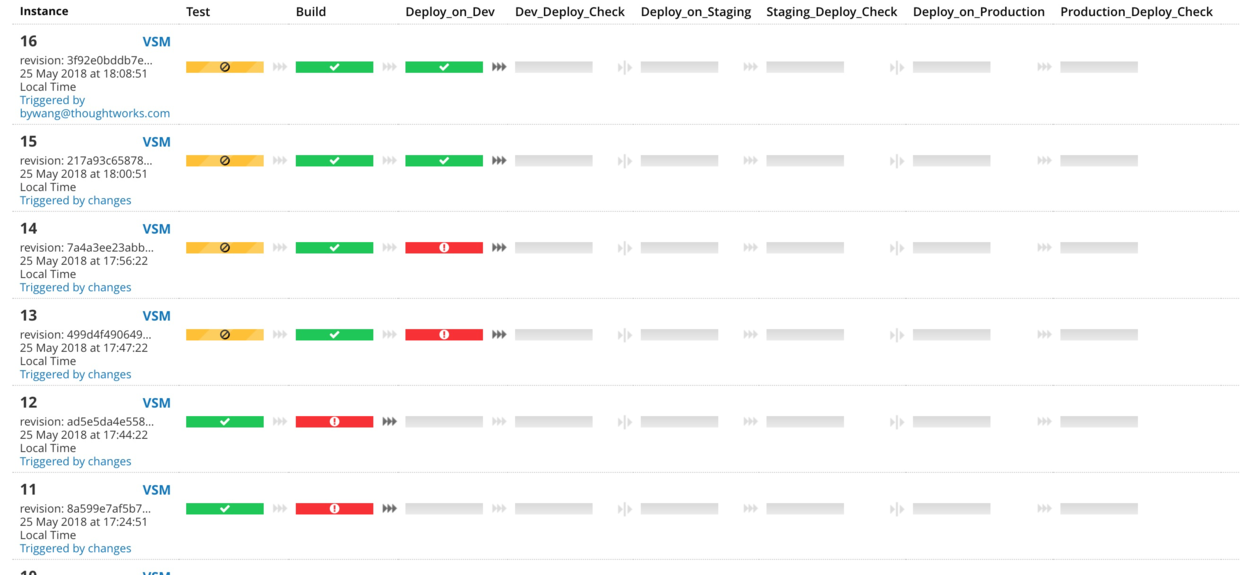 Instance Test Build Deploy_on_Dev Dev_Deploy_Check Deploy_on_Staging Staging_Deploy_Check Deploy_on_Production Production_Deploy_Check
16 VSM
revision: 3f92e0bddb7e...
25 May 2018 at 18:08:51
Local Time
Triggered by
bywang@thoughtworks.com
15 VSM
revision: 217a93c65878...
25 May 2018 at 18:00:51
Local Time
Triggered by changes
14 VSM
revision: 7a4a3ee23abb...
25 May 2018 at 17:56:22
Local Time
Triggered by changes
13 VSM
revision: 499d4f490649...
25 May 2018 at 17:47:22
Local Time
Triggered by changes
12 VSM
revision: ad5e5da4e558...
25 May 2018 at 17:44:22
Local Time
Triggered by changes
11 VSM
revision: 8a599e7af5b7...
25 May 2018 at 17:24:51
Local Time
Triggered by changes
10 VSM